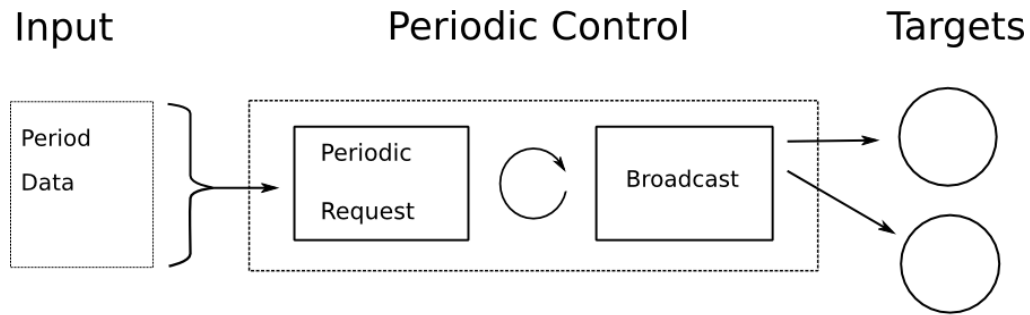 Input
Periodic Control
Targets
Period
Data
Periodic
Request
Broadcast